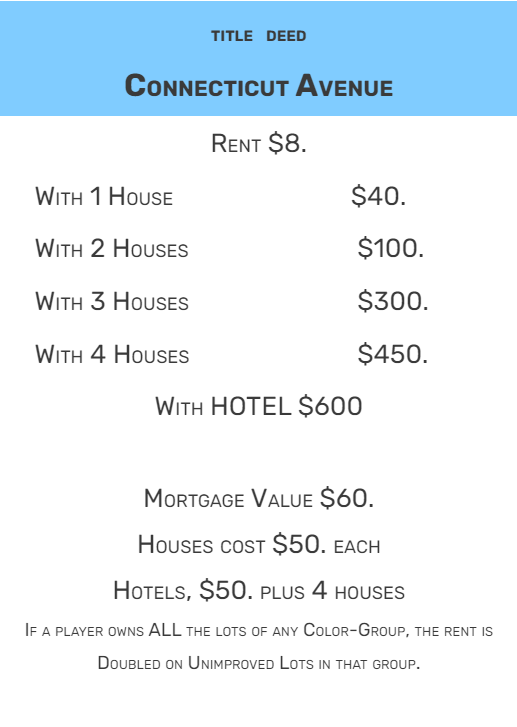 TITLE DEED
CONNECTICUT AVENUE
RENT $8.
WITH 1 HOUSE $40.
WITH 2 HOUSES $100.
WITH 3 HOUSES $300.
WITH 4 HOUSES $450.
WITH HOTEL $600
MORTGAGE VALUE $60.
HOUSES COST $50. EACH
HOTELS, $50. PLUS 4 HOUSES
IF A PLAYER OWNS ALL THE LOTS OF ANY COLOR-GROUP, THE RENT IS
DOUBLED ON UNIMPROVED LOTS IN THAT GROUP.